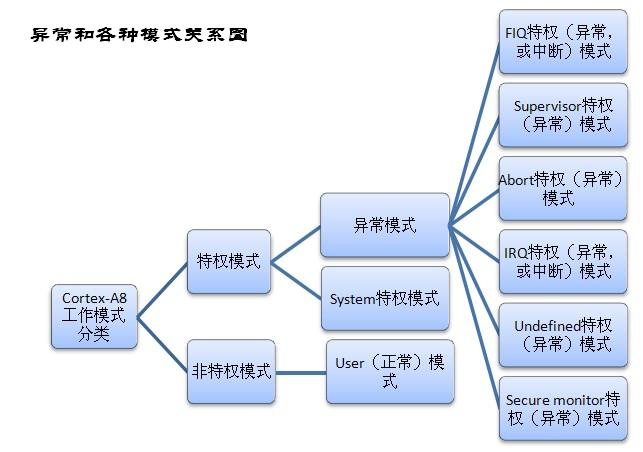 异常和各种模式关系图
FIQ特权（异常，
或中断）模式
Supervisor特权
（异常）模式
Abort特权（异常）
模式
异常模式
特权模式
IRQ特权（异常，
或中断）模式
System特权模式
Cortex-A8
工作模式
分类
Undefined特权
（异常）模式
非特权模式
User（正常）模
式
Secure monitor特
权（异常）模式